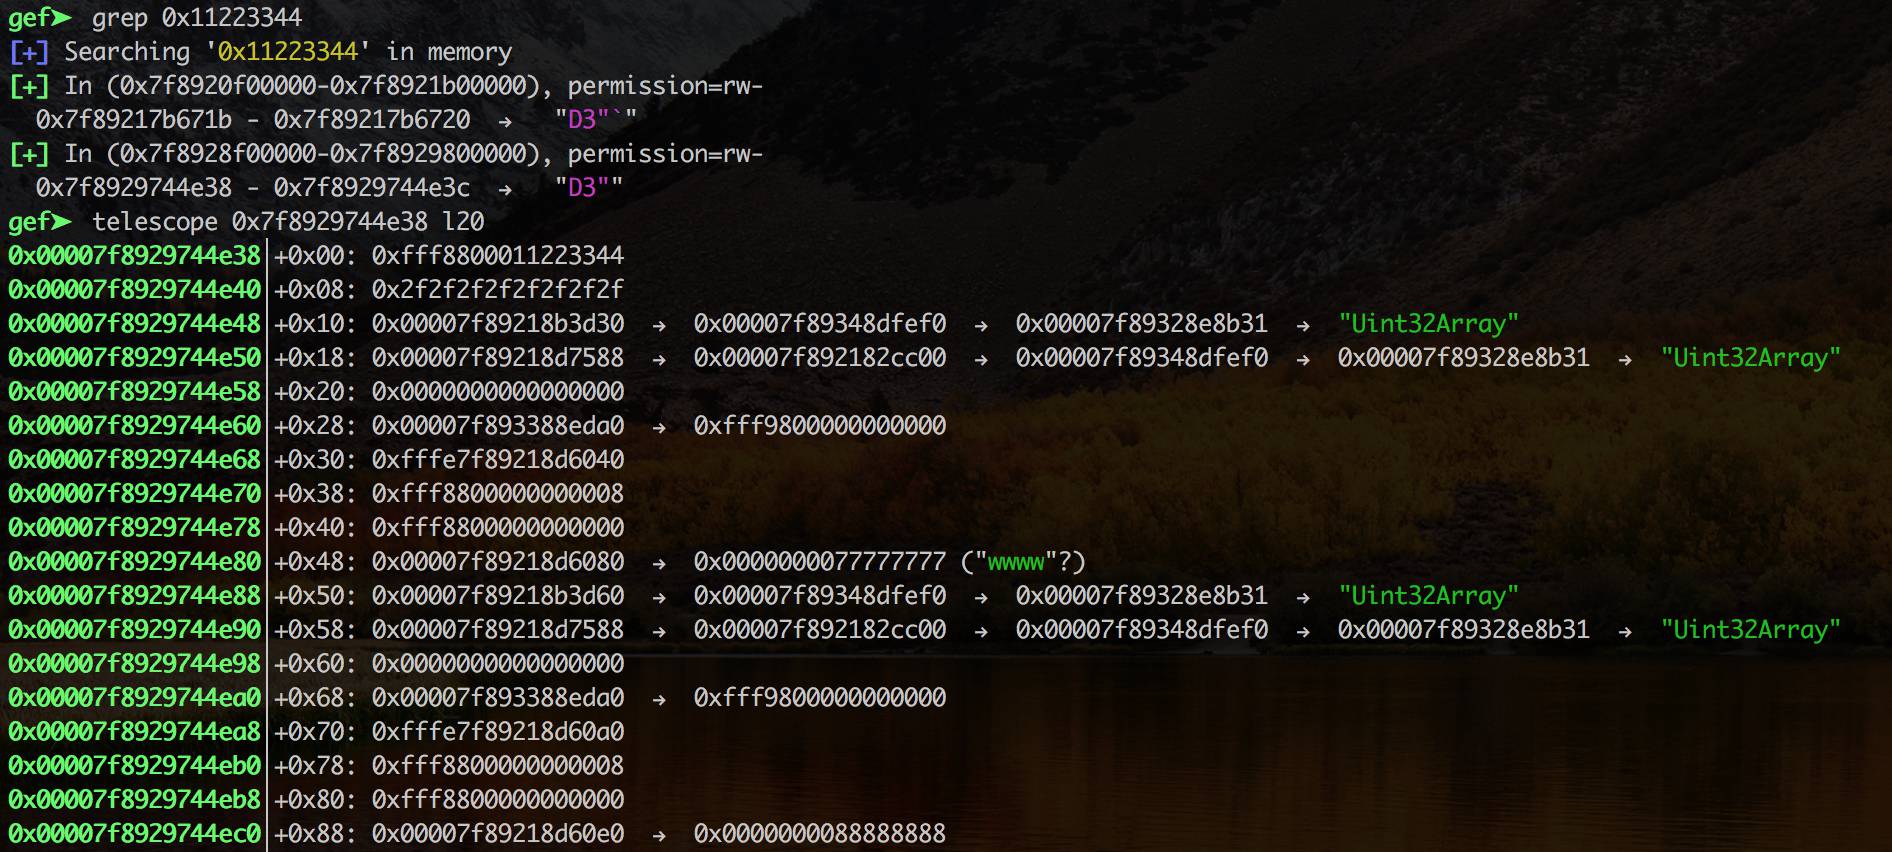 gef➤  grep 0x11223344
[+] Searching '0x11223344' in memory
[+] In (0x7f8920f00000-0x7f8921b00000), permission=rw-
  0x7f89217b671b - 0x7f89217b6720  →   "D3"`"
[+] In (0x7f8928f00000-0x7f8929800000), permission=rw-
  0x7f8929744e38 - 0x7f8929744e3c  →   "D3""
gef➤  telescope 0x7f8929744e38 l20
0x00007f8929744e38│+0x00: 0xfff8800011223344
0x00007f8929744e40│+0x08: 0x2f2f2f2f2f2f2f2f
0x00007f8929744e48│+0x10: 0x00007f89218b3d30  →  0x00007f89348dfef0  →  0x00007f89328e8b31  →  "Uint32Array"
0x00007f8929744e50│+0x18: 0x00007f89218d7588  →  0x00007f892182cc00  →  0x00007f89348dfef0  →  0x00007f89328e8b31  →  "Uint32Array"
0x00007f8929744e58│+0x20: 0x0000000000000000
0x00007f8929744e60│+0x28: 0x00007f893388eda0  →  0xfff9800000000000
0x00007f8929744e68│+0x30: 0xfffe7f89218d6040
0x00007f8929744e70│+0x38: 0xfff8800000000008
0x00007f8929744e78│+0x40: 0xfff8800000000000
0x00007f8929744e80│+0x48: 0x00007f89218d6080  →  0x0000000077777777 ("wwww"?)
0x00007f8929744e88│+0x50: 0x00007f89218b3d60  →  0x00007f89348dfef0  →  0x00007f89328e8b31  →  "Uint32Array"
0x00007f8929744e90│+0x58: 0x00007f89218d7588  →  0x00007f892182cc00  →  0x00007f89348dfef0  →  0x00007f89328e8b31  →  "Uint32Array"
0x00007f8929744e98│+0x60: 0x0000000000000000
0x00007f8929744ea0│+0x68: 0x00007f893388eda0  →  0xfff9800000000000
0x00007f8929744ea8│+0x70: 0xfffe7f89218d60a0
0x00007f8929744eb0│+0x78: 0xfff8800000000008
0x00007f8929744eb8│+0x80: 0xfff8800000000000
0x00007f8929744ec0│+0x88: 0x00007f89218d60e0  →  0x0000000088888888